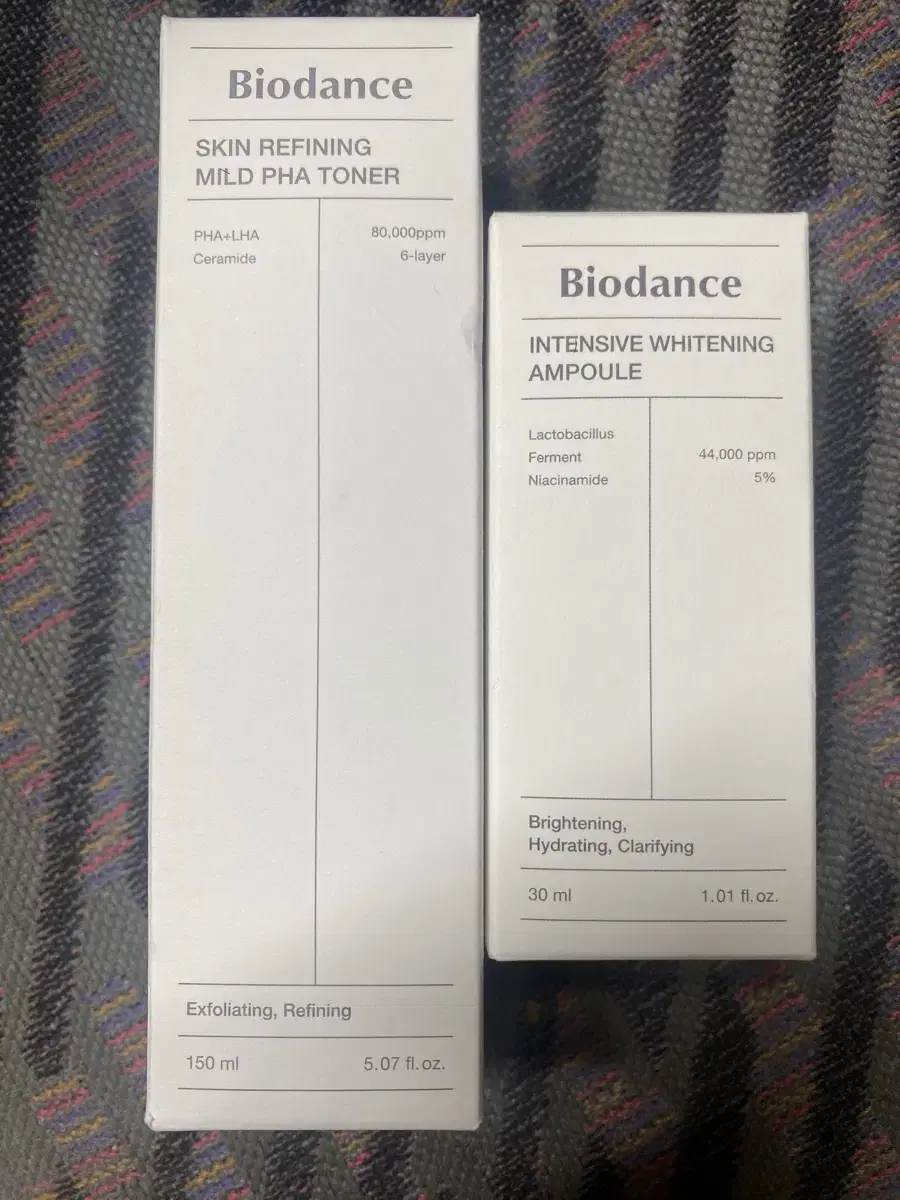 Biodance
SKIN REFINING
MILD PHA TONER
PHA+LHA 80,000ppm
Ceramide 6-layer
Exfoliating, Refining
150 ml 5.07 fl.oz.
Biodance
INTENSIVE WHITENING
AMPOULE
Lactobacillus
Ferment 44,000 ppm
Niacinamide 5%
Brightening,
Hydrating, Clarifying
30 ml 1.01 fl.oz.